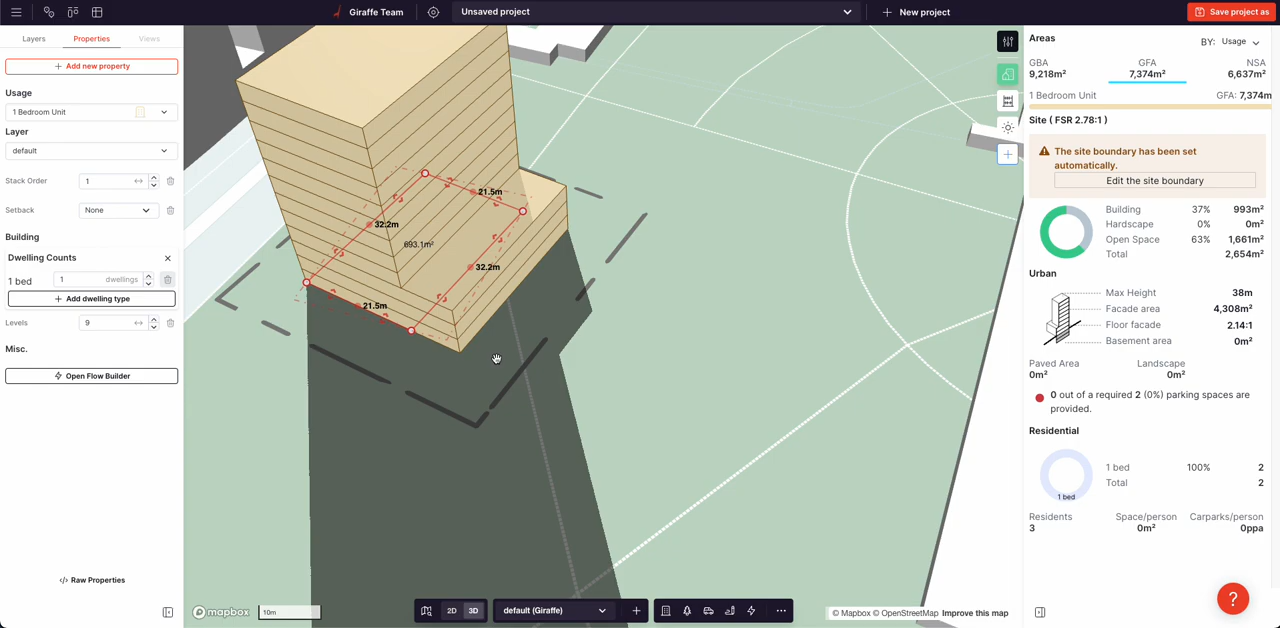 Giraffe Team
Unsaved project
New project
Save project as
Layers
Properties
Views
Add new property
Usage
1 Bedroom Unit
Layer
default
Stack Order
1
Setback
None
Building
Dwelling Counts
1 bed
1
dwellings
Add dwelling type
Levels
9
Misc.
Open Flow Builder
Raw Properties
21.5m
32.2m
693.1m²
32.2m
21.5m
mapbox
10m
2D
3D
default (Giraffe)
© Mapbox © OpenStreetMap Improve this map
Areas
BY: Usage
GBA
9,218m²
GFA
7,374m²
NSA
6,637m²
1 Bedroom Unit
GFA: 7,374m
Site ( FSR 2.78:1 )
The site boundary has been set
automatically.
Edit the site boundary
Building 37% 993m²
Hardscape 0% 0m²
Open Space 63% 1,661m²
Total 2,654m²
Urban
Max Height 38m
Facade area 4,308m²
Floor facade 2.14:1
Basement area 0m²
Paved Area
0m²
Landscape
0m²
0 out of a required 2 (0%) parking spaces are
provided.
Residential
1 bed
1 bed 100% 2
Total 2
Residents
3
Space/person
0m²
Carparks/person
0ppa
?